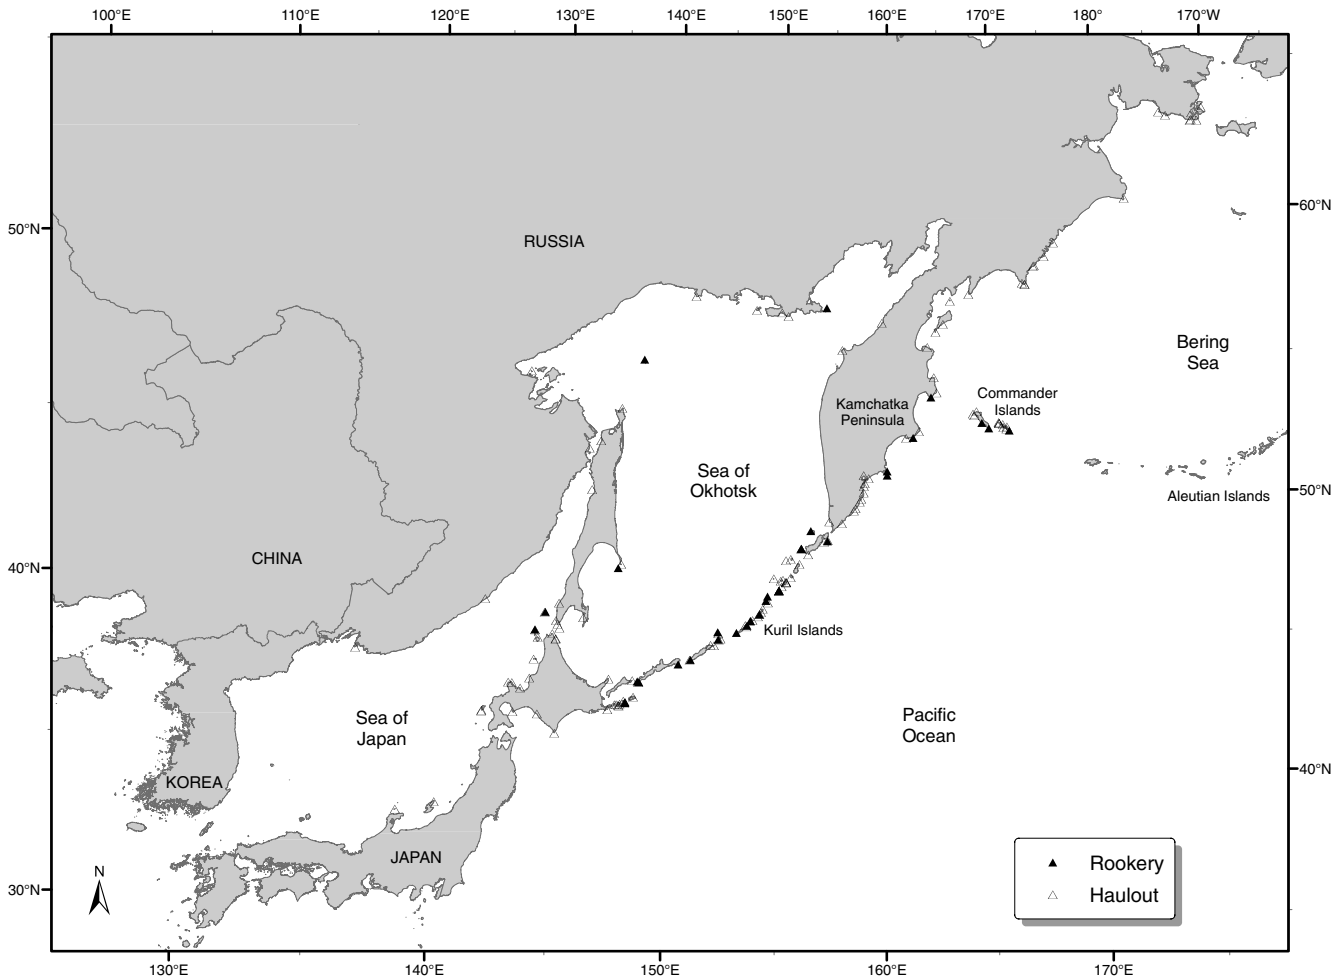 100°E 110°E 120°E 130°E 140°E 150°E 160°E 170°E 180° 170°W
60°N
50°N
RUSSIA
Bering
Sea
Commander
Islands
Kamchatka
Peninsula
Sea of
Okhotsk
50°N
Aleutian Islands
CHINA
40°N
Kuril Islands
Sea of
Japan
Pacific
Ocean
40°N
KOREA
JAPAN
Rookery
Haulout
N
30°N
130°E 140°E 150°E 160°E 170°E